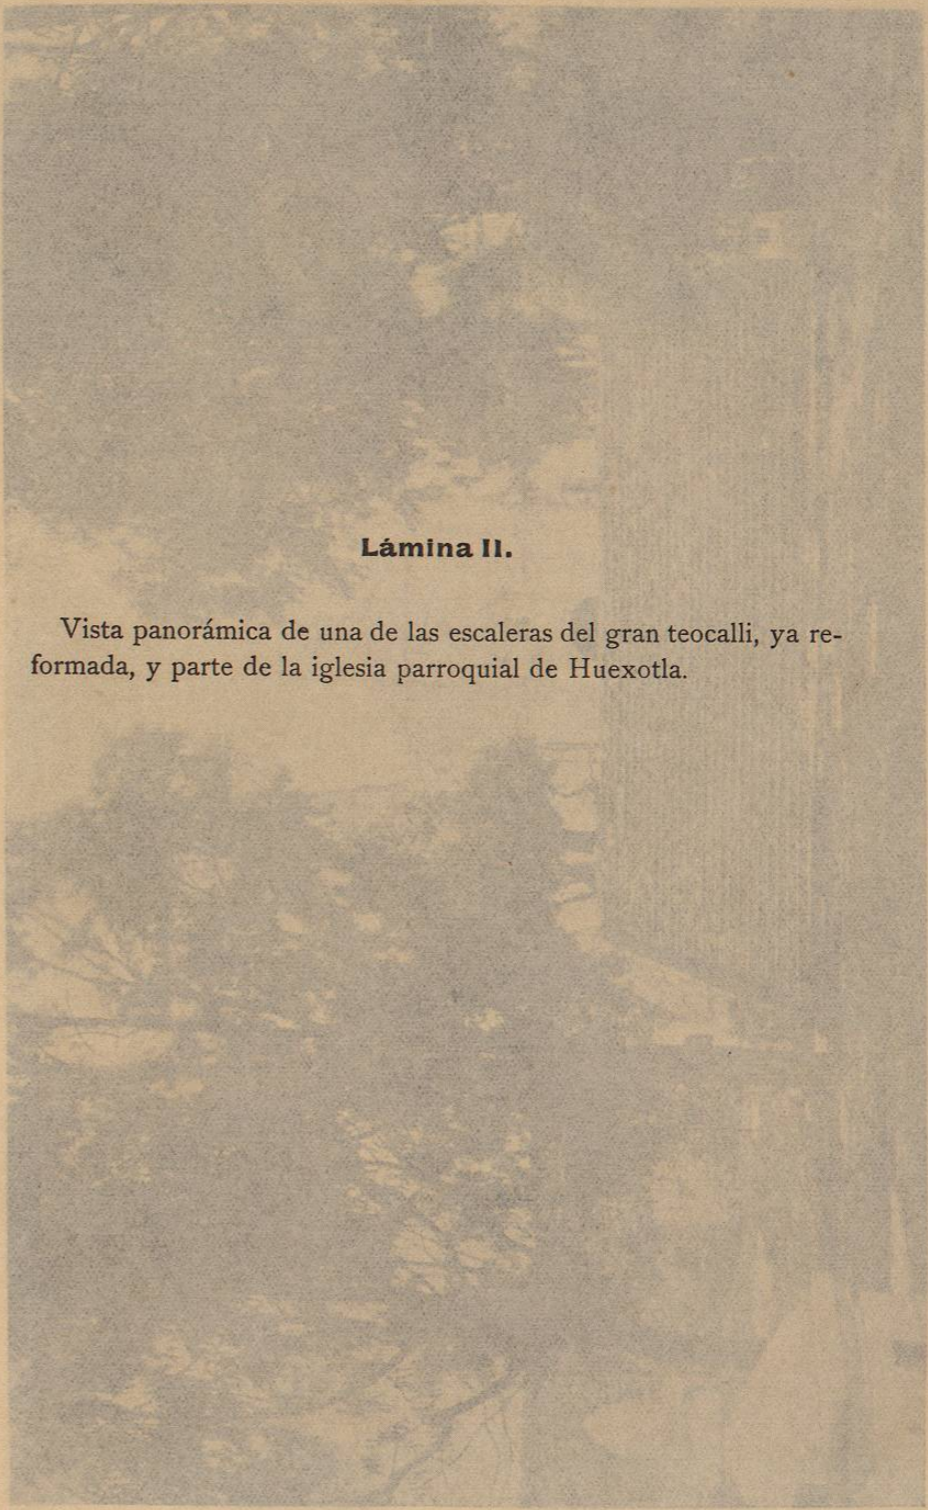 Lámina II.
Vista panorámica de una de las escaleras del gran teocalli, ya re-
formada, y parte de la iglesia parroquial de Huexotla.